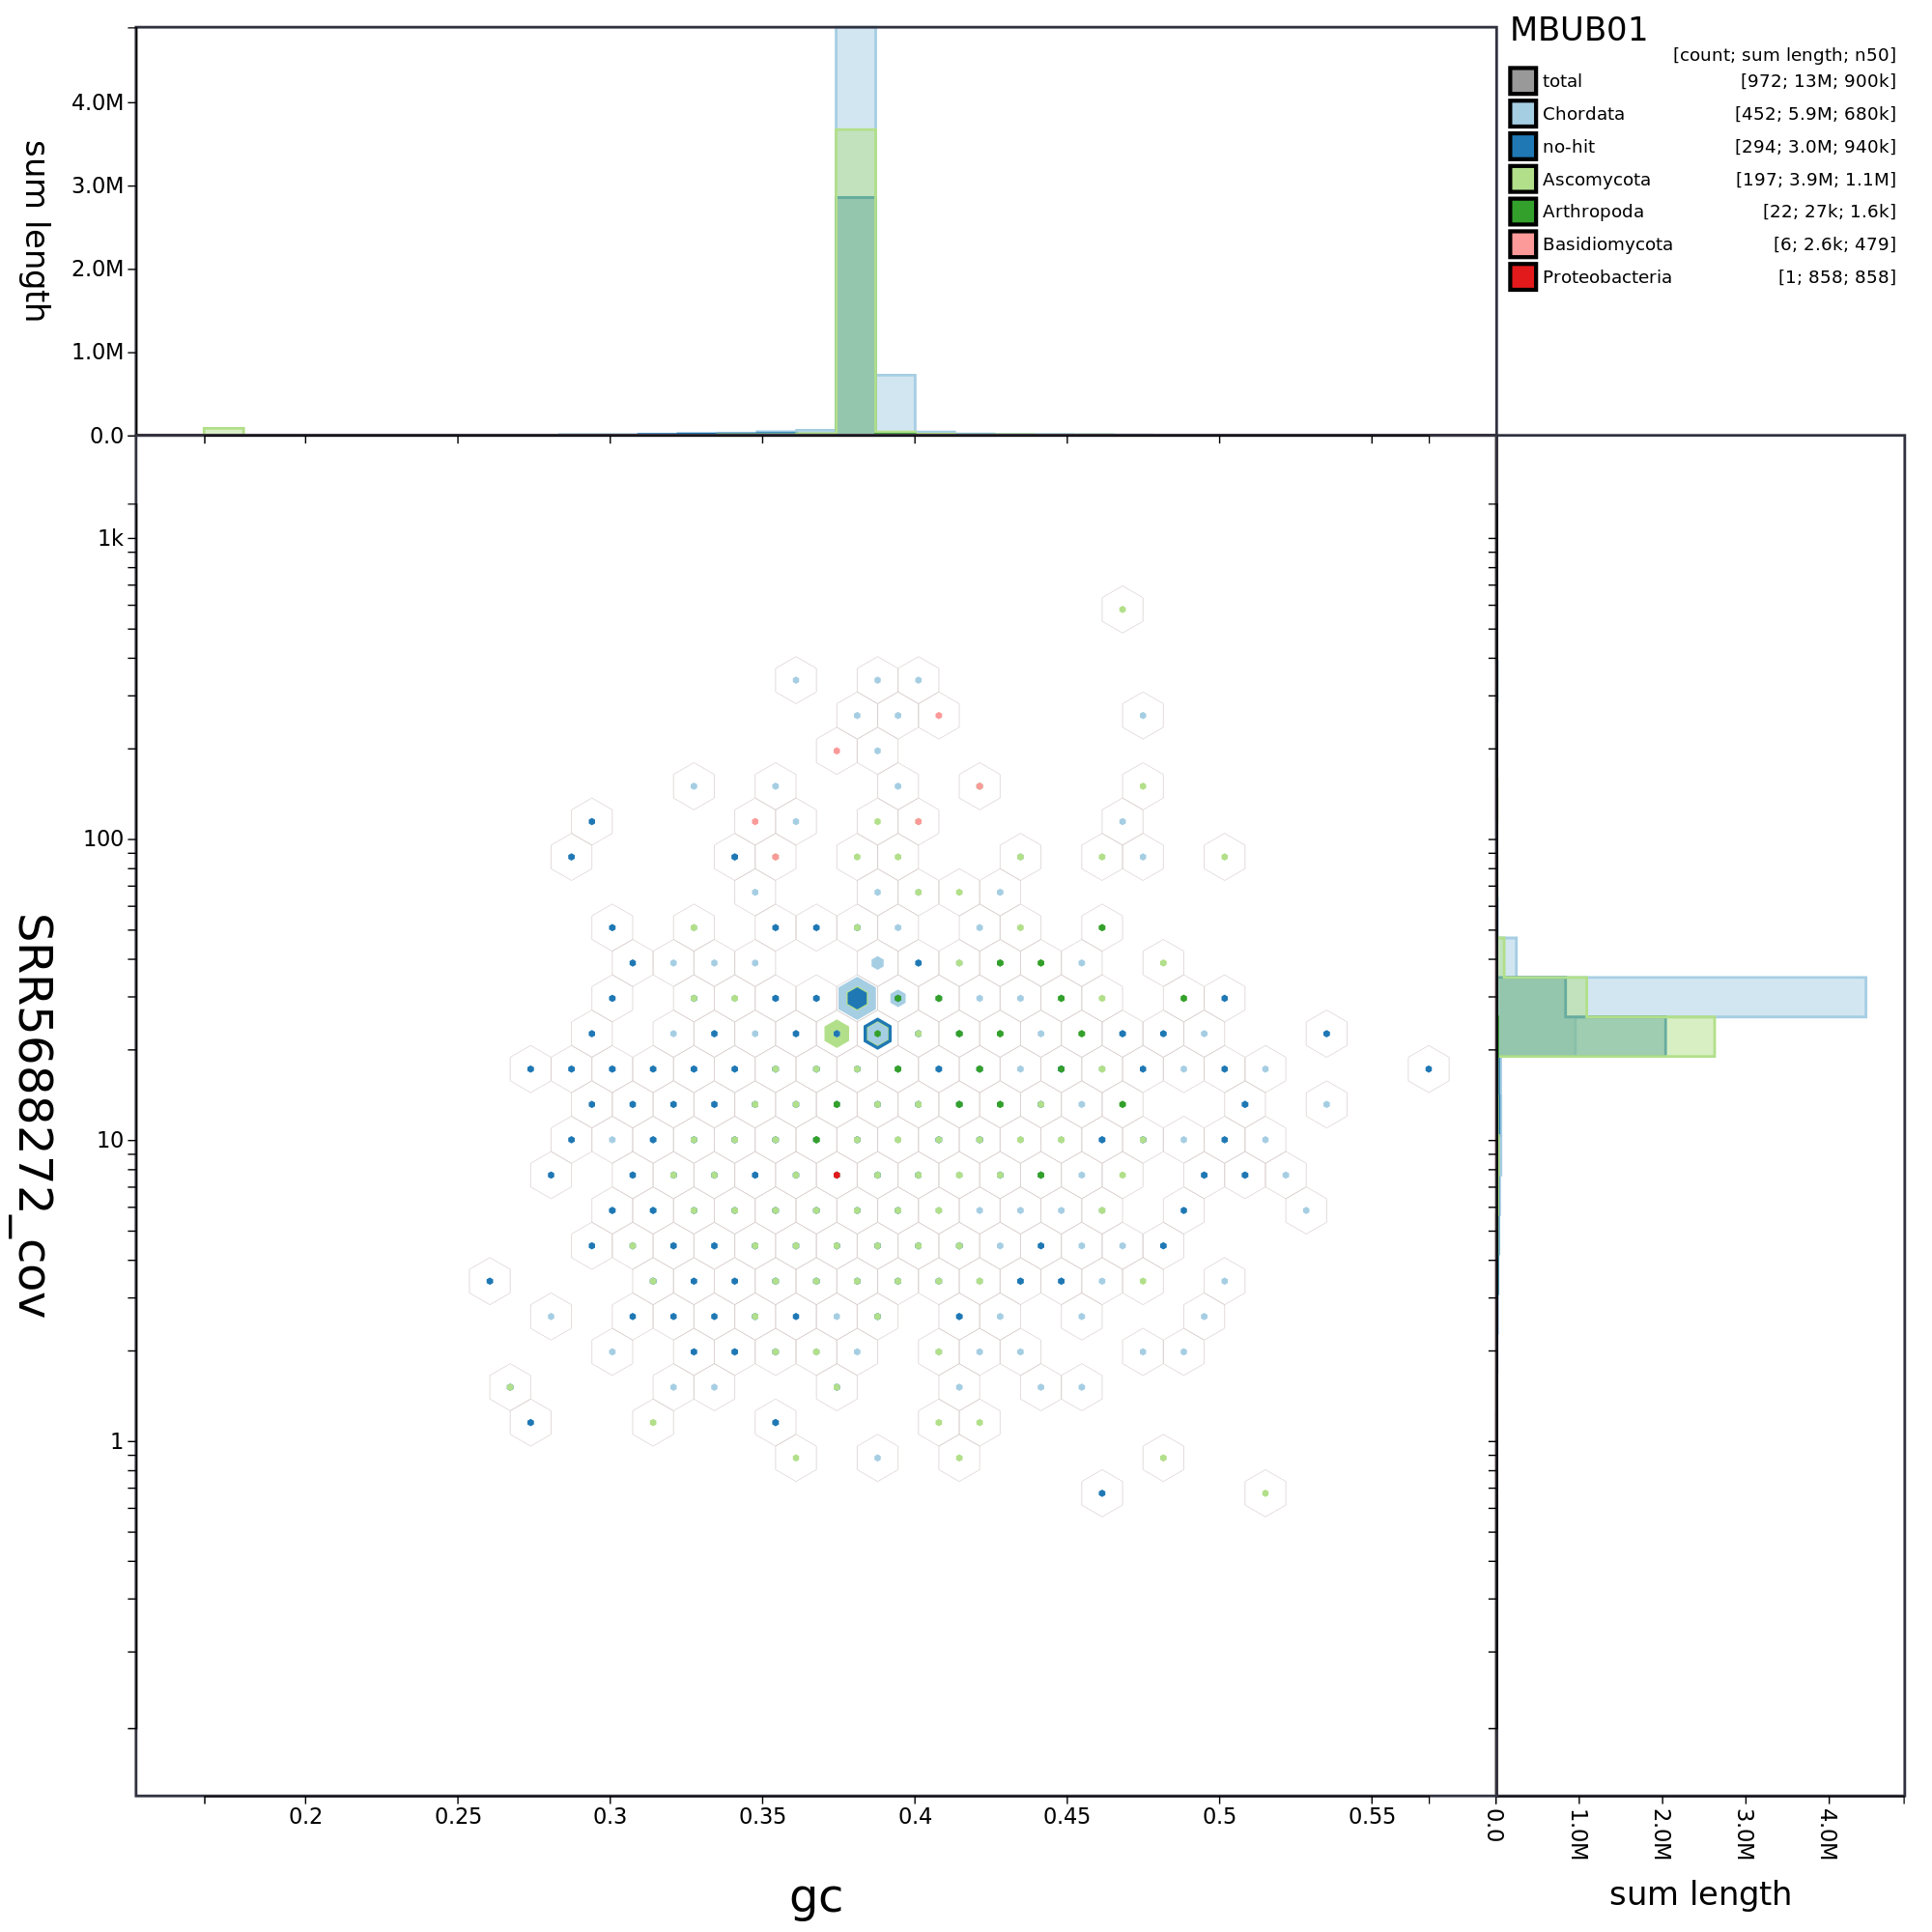 MBUB01
[count; sum length; n50]
total [972; 13M; 900k]
Chordata [452; 5.9M; 680k]
no-hit [294; 3.0M; 940k]
Ascomycota [197; 3.9M; 1.1M]
Arthropoda [22; 27k; 1.6k]
Basidiomycota [6; 2.6k; 479]
Proteobacteria [1; 858; 858]
sum length
4.0M
3.0M
2.0M
1.0M
0.0
SRR5688272_cov
1k
100
10
1
0.2 0.25 0.3 0.35 0.4 0.45 0.5 0.55
gc
0.0 1.0M 2.0M 3.0M 4.0M
sum length